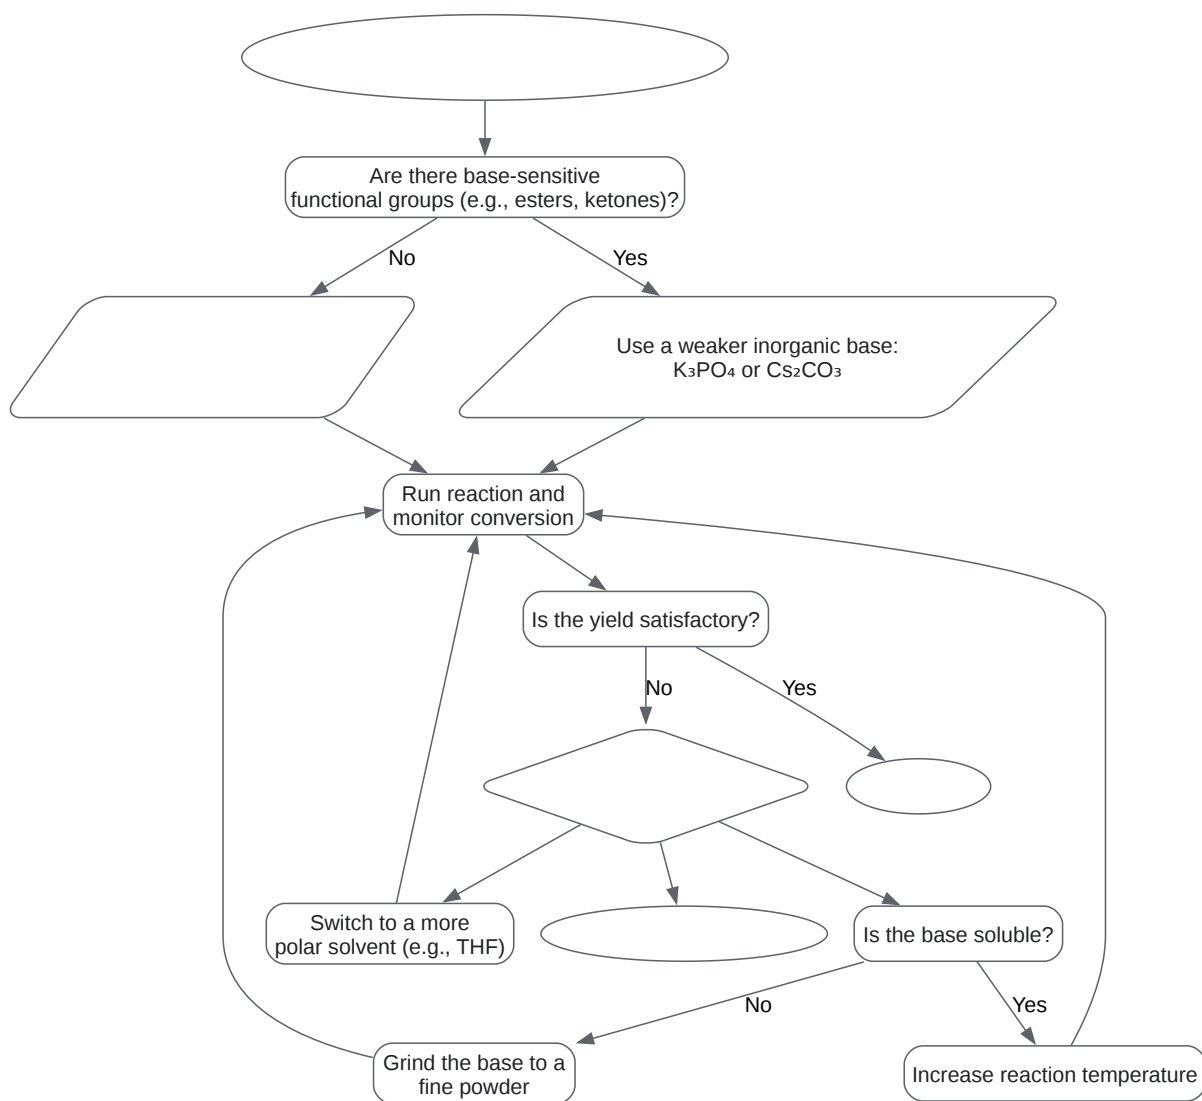 Are there base-sensitive
functional groups (e.g., esters, ketones)?
No
Yes
Use a weaker inorganic base:
K₃PO₄ or Cs₂CO₃
Run reaction and
monitor conversion
Is the yield satisfactory?
No
Yes
Switch to a more
polar solvent (e.g., THF)
Is the base soluble?
No
Yes
Grind the base to a
fine powder
Increase reaction temperature